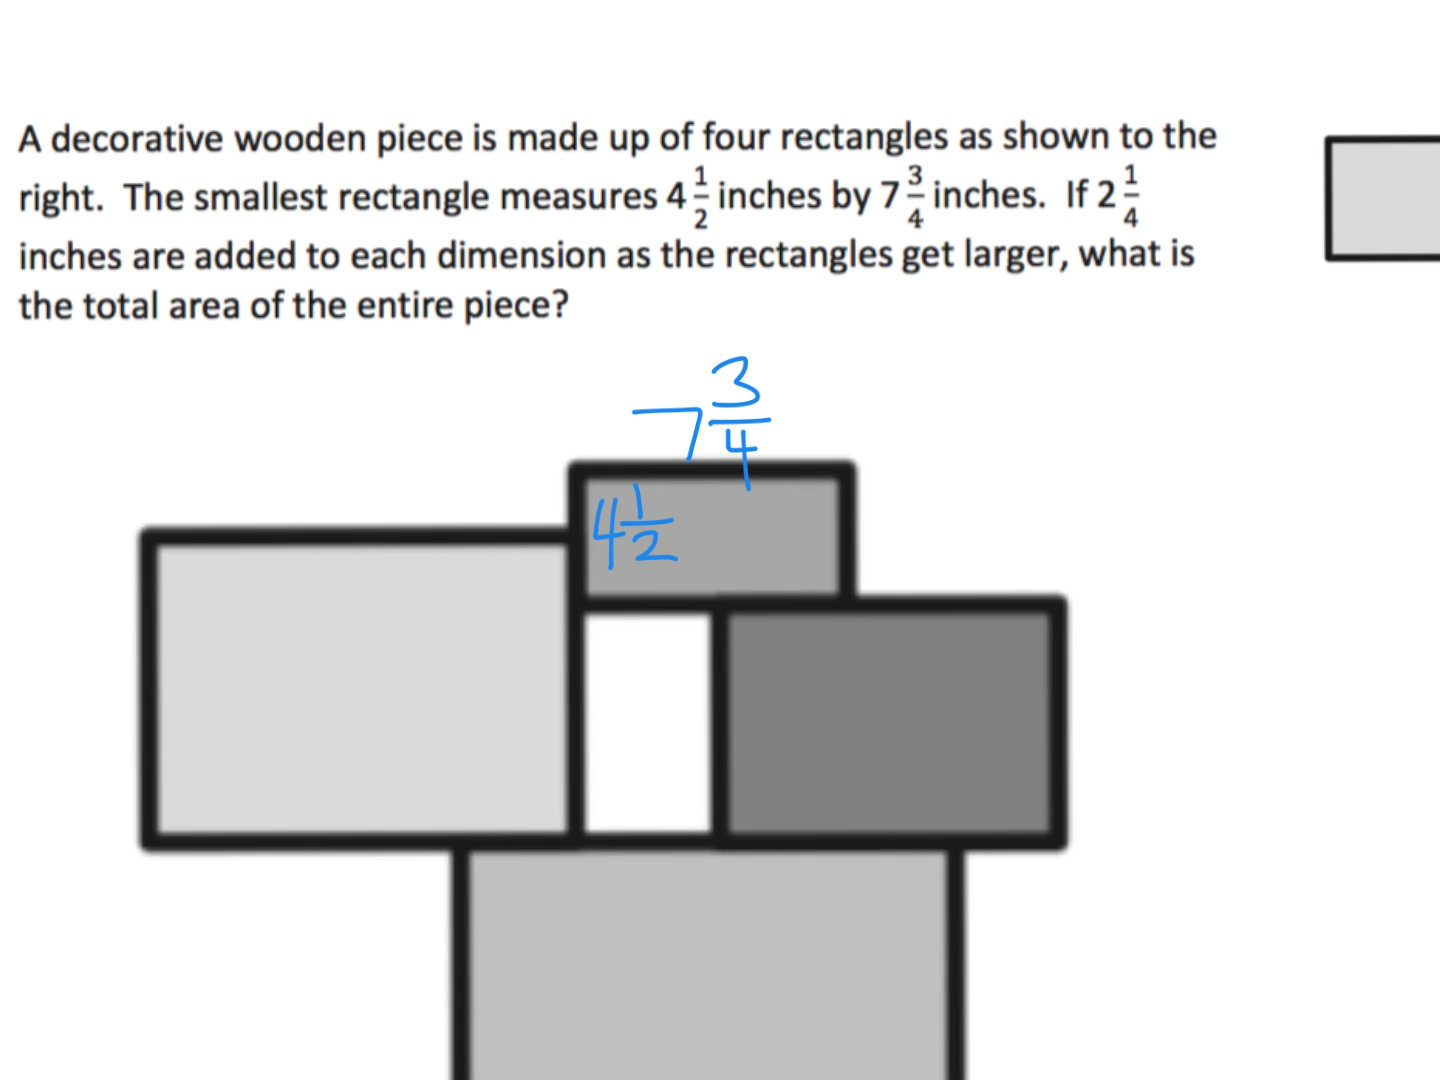 A decorative wooden piece is made up of four rectangles as shown to the
right. The smallest rectangle measures 4 1/2 inches by 7 3/4 inches. If 2 1/4
inches are added to each dimension as the rectangles get larger, what is
the total area of the entire piece?
7 3/4
4 1/2